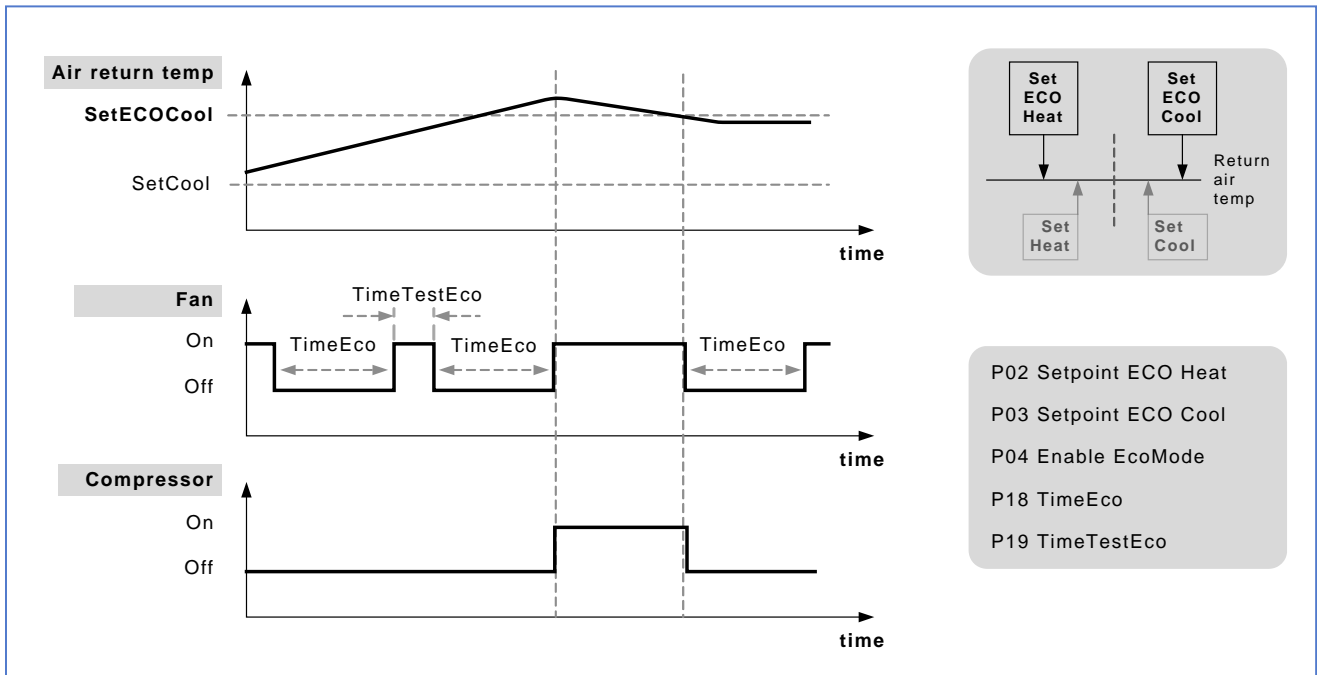 Air return temp
SetECOCool
SetCool
time
Fan
TimeTestEco
On
TimeEco
TimeEco
TimeEco
Off
time
Compressor
On
Off
time
Set
ECO
Heat
Set
ECO
Cool
Return
air
temp
Set
Heat
Set
Cool
P02 Setpoint ECO Heat
P03 Setpoint ECO Cool
P04 Enable EcoMode
P18 TimeEco
P19 TimeTestEco